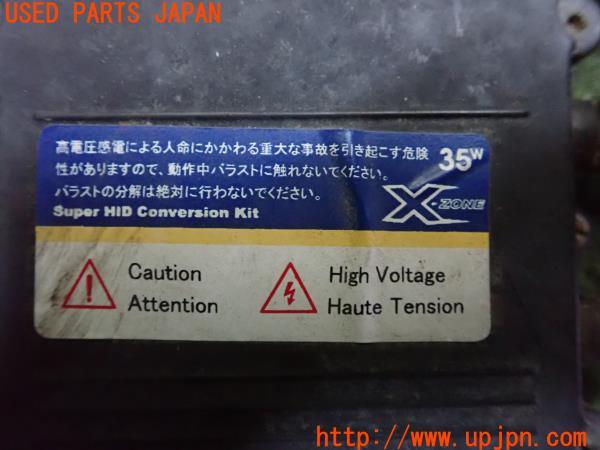 USED PARTS JAPAN
高電圧感電による人命にかかわる重大な事故を引き起こす危険
性がありますので、動作中バラストに触れないでください。
バラストの分解は絶対に行わないでください。
Super HID Conversion Kit
35W
X-ZONE
Caution
Attention
High Voltage
Haute Tension
http://www.upjpn.com/